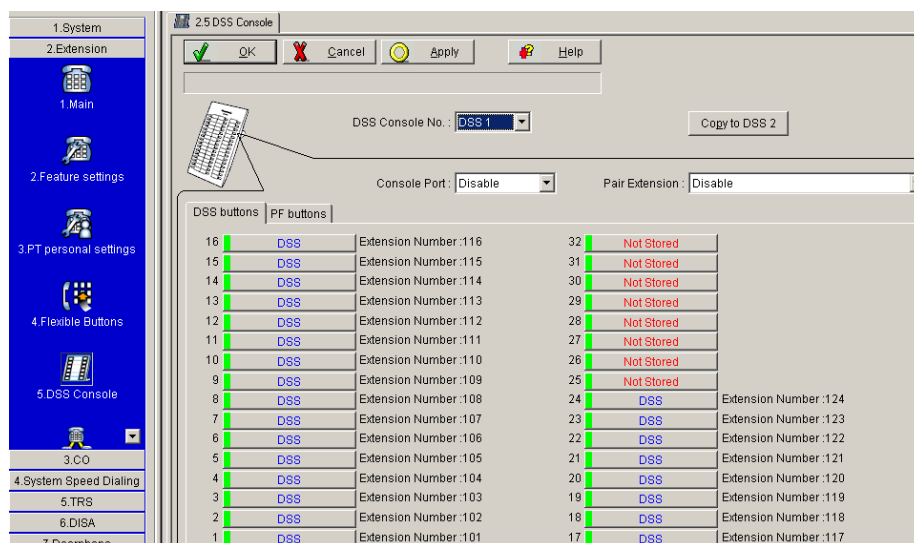 1.System
2.Extension
1.Main
2.Feature settings
3.PT personal settings
4.Flexible Buttons
5.DSS Console
3.CO
4.System Speed Dialing
5.TRS
6.DISA
7.Doorphone
2.5 DSS Console
OK Cancel Apply Help
DSS Console No. : DSS 1 Copy to DSS 2
Console Port : Disable Pair Extension : Disable
DSS buttons PF buttons
16 DSS Extension Number :116 32 Not Stored
15 DSS Extension Number :115 31 Not Stored
14 DSS Extension Number :114 30 Not Stored
13 DSS Extension Number :113 29 Not Stored
12 DSS Extension Number :112 28 Not Stored
11 DSS Extension Number :111 27 Not Stored
10 DSS Extension Number :110 26 Not Stored
9 DSS Extension Number :109 25 Not Stored
8 DSS Extension Number :108 24 DSS Extension Number :124
7 DSS Extension Number :107 23 DSS Extension Number :123
6 DSS Extension Number :106 22 DSS Extension Number :122
5 DSS Extension Number :105 21 DSS Extension Number :121
4 DSS Extension Number :104 20 DSS Extension Number :120
3 DSS Extension Number :103 19 DSS Extension Number :119
2 DSS Extension Number :102 18 DSS Extension Number :118
1 DSS Extension Number :101 17 DSS Extension Number :117